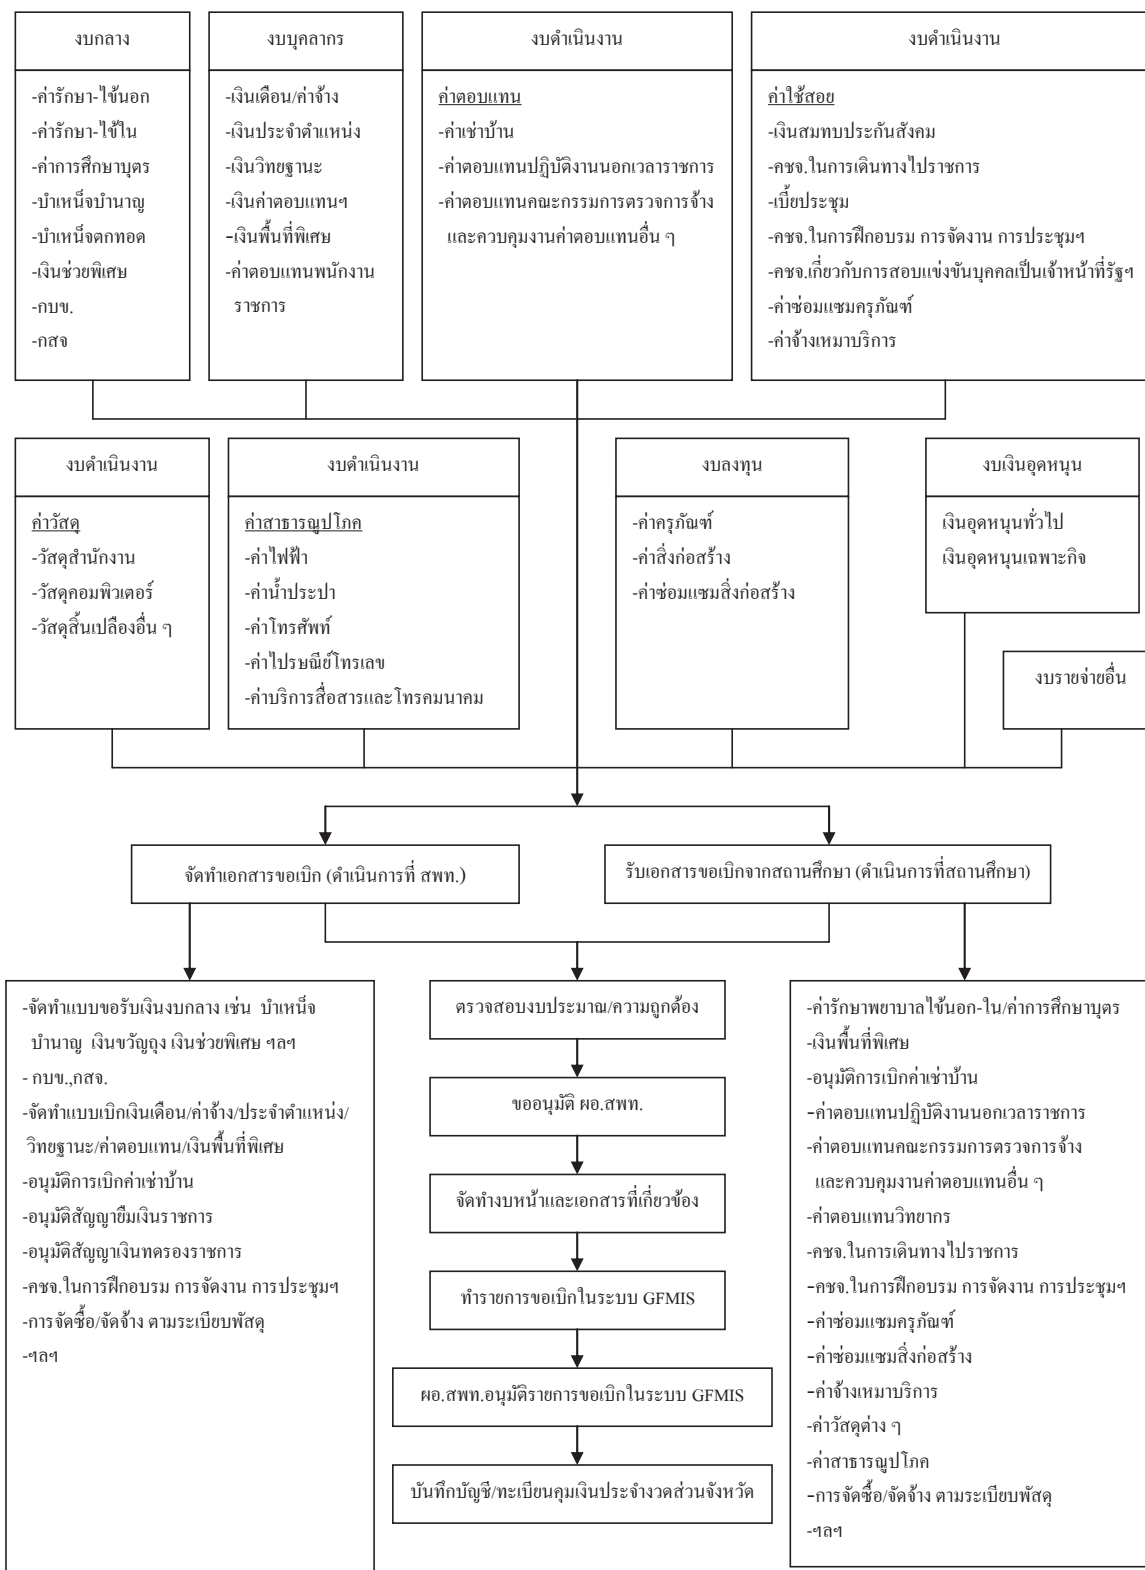 งบกลาง
-ค่ารักษา-ไข้นอก
-ค่ารักษา-ไข้ใน
-ค่าการศึกษาบุตร
-บำเหน็จบำนาญ
-บำเหน็จตกทอด
-เงินช่วยพิเศษ
-กบข.
-กสจ
งบบุคลากร
-เงินเดือน/ค่าจ้าง
-เงินประจำตำแหน่ง
-เงินวิทยฐานะ
-เงินค่าตอบแทนฯ
-เงินพื้นที่พิเศษ
-ค่าตอบแทนพนักงาน
ราชการ
งบดำเนินงาน
ค่าตอบแทน
-ค่าเช่าบ้าน
-ค่าตอบแทนปฏิบัติงานนอกเวลาราชการ
-ค่าตอบแทนคณะกรรมการตรวจการจ้าง
และควบคุมงานค่าตอบแทนอื่น ๆ
งบดำเนินงาน
ค่าใช้สอย
-เงินสมทบประกันสังคม
-คชจ.ในการเดินทางไปราชการ
-เบี้ยประชุม
-คชจ.ในการฝึกอบรม การจัดงาน การประชุมฯ
-คชจ.เกี่ยวกับการสอบแข่งขันบุคคลเป็นเจ้าหน้าที่รัฐฯ
-ค่าซ่อมแซมครุภัณฑ์
-ค่าจ้างเหมาบริการ
งบดำเนินงาน
ค่าวัสดุ
-วัสดุสำนักงาน
-วัสดุคอมพิวเตอร์
-วัสดุสิ้นเปลืองอื่น ๆ
งบดำเนินงาน
ค่าสาธารณูปโภค
-ค่าไฟฟ้า
-ค่าน้ำประปา
-ค่าโทรศัพท์
-ค่าไปรษณีย์โทรเลข
-ค่าบริการสื่อสารและโทรคมนาคม
งบลงทุน
-ค่าครุภัณฑ์
-ค่าสิ่งก่อสร้าง
-ค่าซ่อมแซมสิ่งก่อสร้าง
งบเงินอุดหนุน
เงินอุดหนุนทั่วไป
เงินอุดหนุนเฉพาะกิจ
งบรายจ่ายอื่น
จัดทำเอกสารขอเบิก (ดำเนินการที่ สพท.)
รับเอกสารขอเบิกจากสถานศึกษา (ดำเนินการที่สถานศึกษา)
-จัดทำแบบขอรับเงินงบกลาง เช่น บำเหน็จ
บำนาญ เงินขวัญถุง เงินช่วยพิเศษ ฯลฯ
- กบข.,กสจ.
-จัดทำแบบเบิกเงินเดือน/ค่าจ้าง/ประจำตำแหน่ง/
วิทยฐานะ/ค่าตอบแทน/เงินพื้นที่พิเศษ
-อนุมัติการเบิกค่าเช่าบ้าน
-อนุมัติสัญญายืมเงินราชการ
-อนุมัติสัญญาเงินทดรองราชการ
-คชจ.ในการฝึกอบรม การจัดงาน การประชุมฯ
-การจัดซื้อ/จัดจ้าง ตามระเบียบพัสดุ
-ฯลฯ
ตรวจสอบงบประมาณ/ความถูกต้อง
ขออนุมัติ ผอ.สพท.
จัดทำงบหน้าและเอกสารที่เกี่ยวข้อง
ทำรายการขอเบิกในระบบ GFMIS
ผอ.สพท.อนุมัติรายการขอเบิกในระบบ GFMIS
บันทึกบัญชี/ทะเบียนคุมเงินประจำงวดส่วนจังหวัด
-ค่ารักษาพยาบาลไข้นอก-ใน/ค่าการศึกษาบุตร
-เงินพื้นที่พิเศษ
-อนุมัติการเบิกค่าเช่าบ้าน
-ค่าตอบแทนปฏิบัติงานนอกเวลาราชการ
-ค่าตอบแทนคณะกรรมการตรวจการจ้าง
และควบคุมงานค่าตอบแทนอื่น ๆ
-ค่าตอบแทนวิทยากร
-คชจ.ในการเดินทางไปราชการ
-คชจ.ในการฝึกอบรม การจัดงาน การประชุมฯ
-ค่าซ่อมแซมครุภัณฑ์
-ค่าซ่อมแซมสิ่งก่อสร้าง
-ค่าจ้างเหมาบริการ
-ค่าวัสดุต่าง ๆ
-ค่าสาธารณูปโภค
-การจัดซื้อ/จัดจ้าง ตามระเบียบพัสดุ
-ฯลฯ